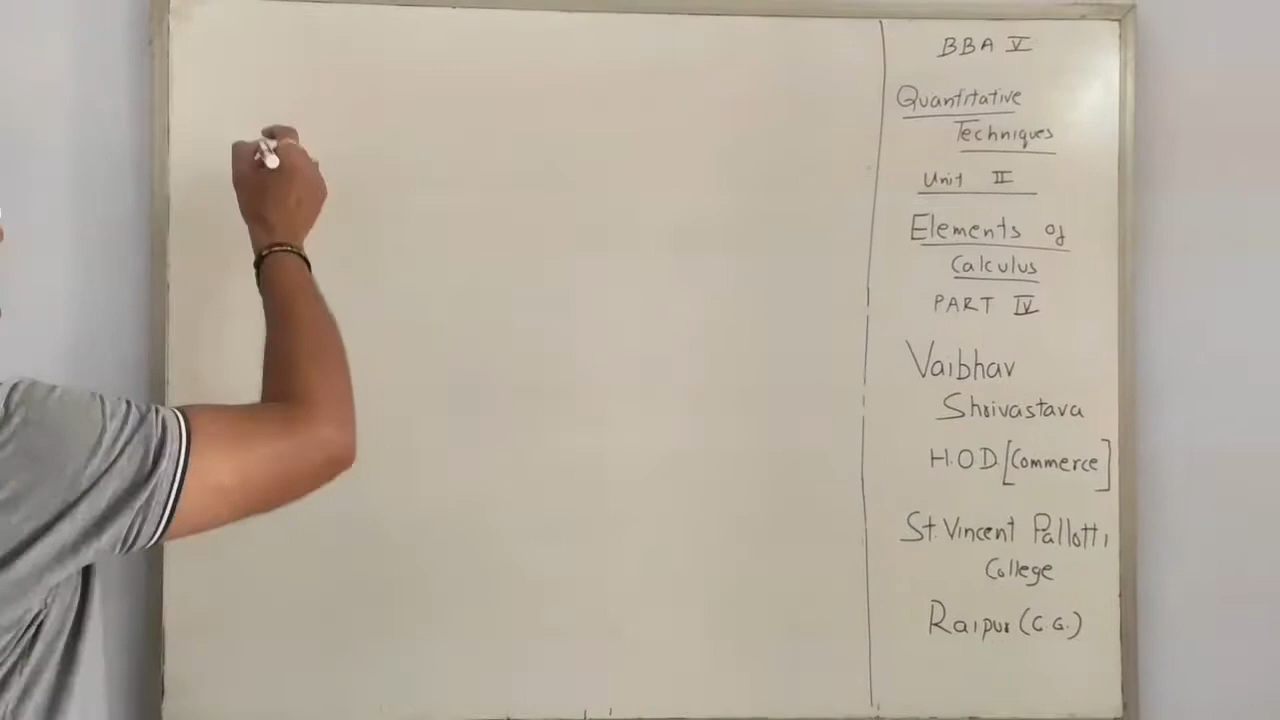 BBA V
Quantitative
Techniques
Unit II
Elements of
Calculus
PART IV
Vaibhav
Shrivastava
H.O.D [Commerce]
St. Vincent Pallotti
College
Raipur (C.G.)